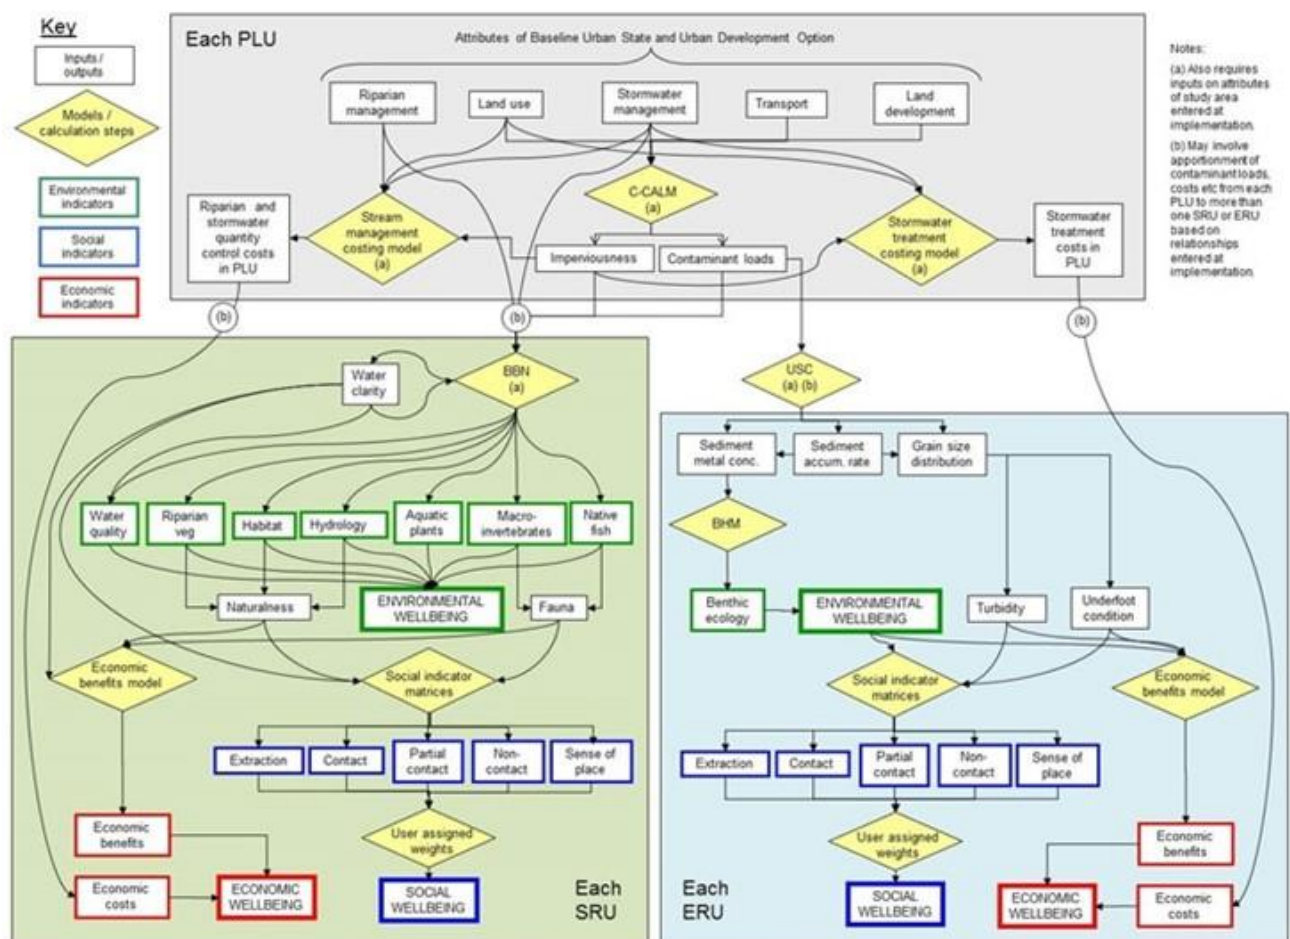 Key
Inputs /
outputs
Models /
calculation steps
Environmental
indicators
Social
indicators
Economic
indicators
Each PLU
Attributes of Baseline Urban State and Urban Development Option
Riparian
management
Land use
Stormwater
management
Transport
Land
development
C-CALM
(a)
Riparian and
stormwater
quantity
control costs
in PLU
Stream
management
costing model
(a)
Stormwater
treatment
costing model
(a)
Stormwater
treatment
costs in
PLU
Imperviousness
Contaminant loads
Notes:
(a) Also requires
inputs on attributes
of study area
entered at
implementation.
(b) May involve
apportionment of
contaminant loads,
costs etc from each
PLU to more than
one SRU or ERU
based on
relationships
entered at
implementation.
(b)
(b)
(b)
Water
clarity
BBN
(a)
Water
quality
Riparian
veg
Habitat
Hydrology
Aquatic
plants
Macro-
invertebrates
Native
fish
Naturalness
ENVIRONMENTAL
WELLBEING
Fauna
Economic
benefits model
Social indicator
matrices
Extraction
Contact
Partial
contact
Non-
contact
Sense of
place
Economic
benefits
User assigned
weights
Economic
costs
ECONOMIC
WELLBEING
SOCIAL
WELLBEING
Each
SRU
USC
(a) (b)
Sediment
metal conc.
Sediment
accum. rate
Grain size
distribution
BHM
Benthic
ecology
ENVIRONMENTAL
WELLBEING
Turbidity
Underfoot
condition
Social indicator
matrices
Economic
benefits model
Extraction
Contact
Partial
contact
Non-
contact
Sense of
place
User assigned
weights
Economic
benefits
Each
ERU
SOCIAL
WELLBEING
ECONOMIC
WELLBEING
Economic
costs